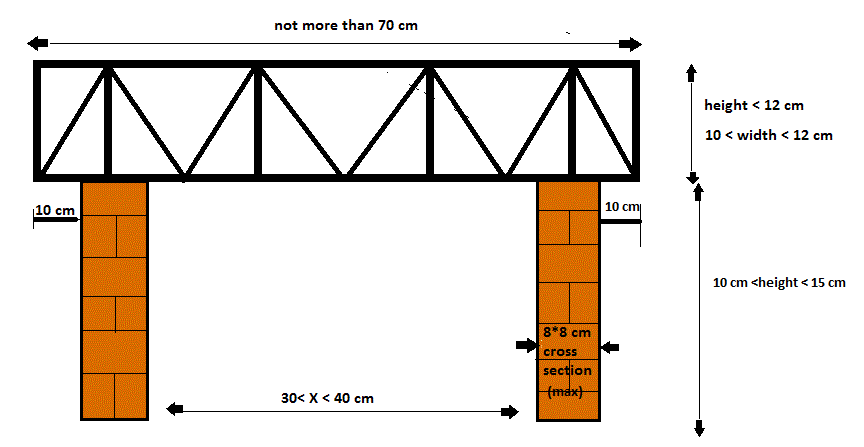 not more than 70 cm
height < 12 cm
10 < width < 12 cm
10 cm
10 cm
10 cm <height < 15 cm
8*8 cm
cross
section
(max)
30< X < 40 cm